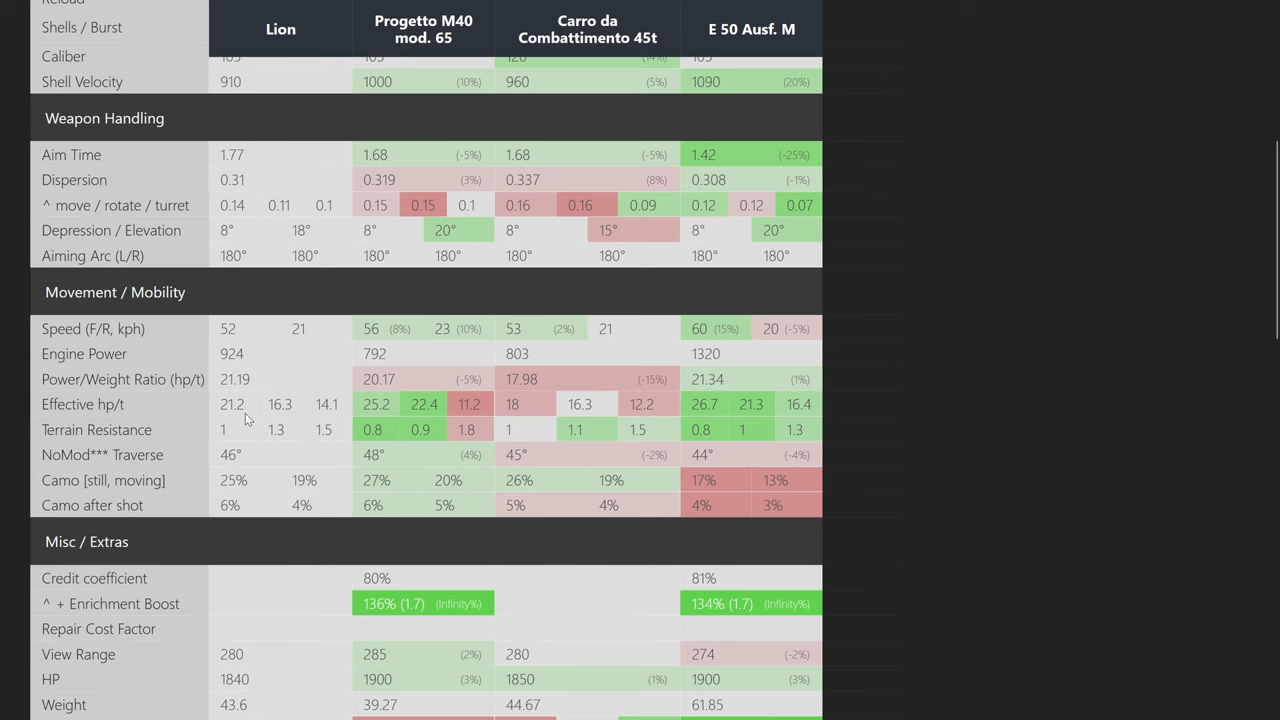 Reload
Shells / Burst
Lion
Progetto M40 mod. 65
Carro da Combattimento 45t
E 50 Ausf. M
Caliber 105 105 120 (14%) 105
Shell Velocity 910 1000 (10%) 960 (5%) 1090 (20%)
Weapon Handling
Aim Time 1.77 1.68 (-5%) 1.68 (-5%) 1.42 (-25%)
Dispersion 0.31 0.319 (3%) 0.337 (8%) 0.308 (-1%)
^ move / rotate / turret 0.14 0.11 0.1 0.15 0.15 0.1 0.16 0.16 0.09 0.12 0.12 0.07
Depression / Elevation 8° 18° 8° 20° 8° 15° 8° 20°
Aiming Arc (L/R) 180° 180° 180° 180° 180° 180° 180° 180°
Movement / Mobility
Speed (F/R, kph) 52 21 56 (8%) 23 (10%) 53 (2%) 21 60 (15%) 20 (-5%)
Engine Power 924 792 803 1320
Power/Weight Ratio (hp/t) 21.19 20.17 (-5%) 17.98 (-15%) 21.34 (1%)
Effective hp/t 21.2 16.3 14.1 25.2 22.4 11.2 18 16.3 12.2 26.7 21.3 16.4
Terrain Resistance 1 1.3 1.5 0.8 0.9 1.8 1 1.1 1.5 0.8 1 1.3
NoMod*** Traverse 46° 48° (4%) 45° (-2%) 44° (-4%)
Camo [still, moving] 25% 19% 27% 20% 26% 19% 17% 13%
Camo after shot 6% 4% 6% 5% 5% 4% 4% 3%
Misc / Extras
Credit coefficient 80% 81%
^ + Enrichment Boost 136% (1.7) (Infinity%) 134% (1.7) (Infinity%)
Repair Cost Factor
View Range 280 285 (2%) 280 274 (-2%)
HP 1840 1900 (3%) 1850 (1%) 1900 (3%)
Weight 43.6 39.27 44.67 61.85